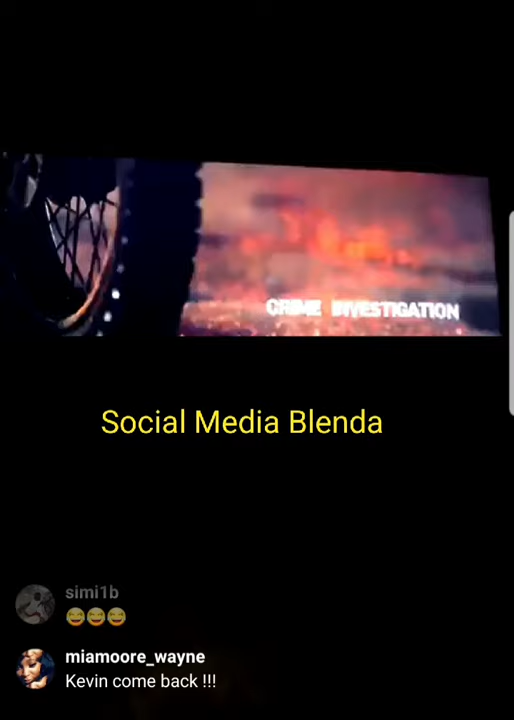 CRIME INVESTIGATION
Social Media Blenda
simi1b
😂😂😂
miamoore_wayne
Kevin come back !!!